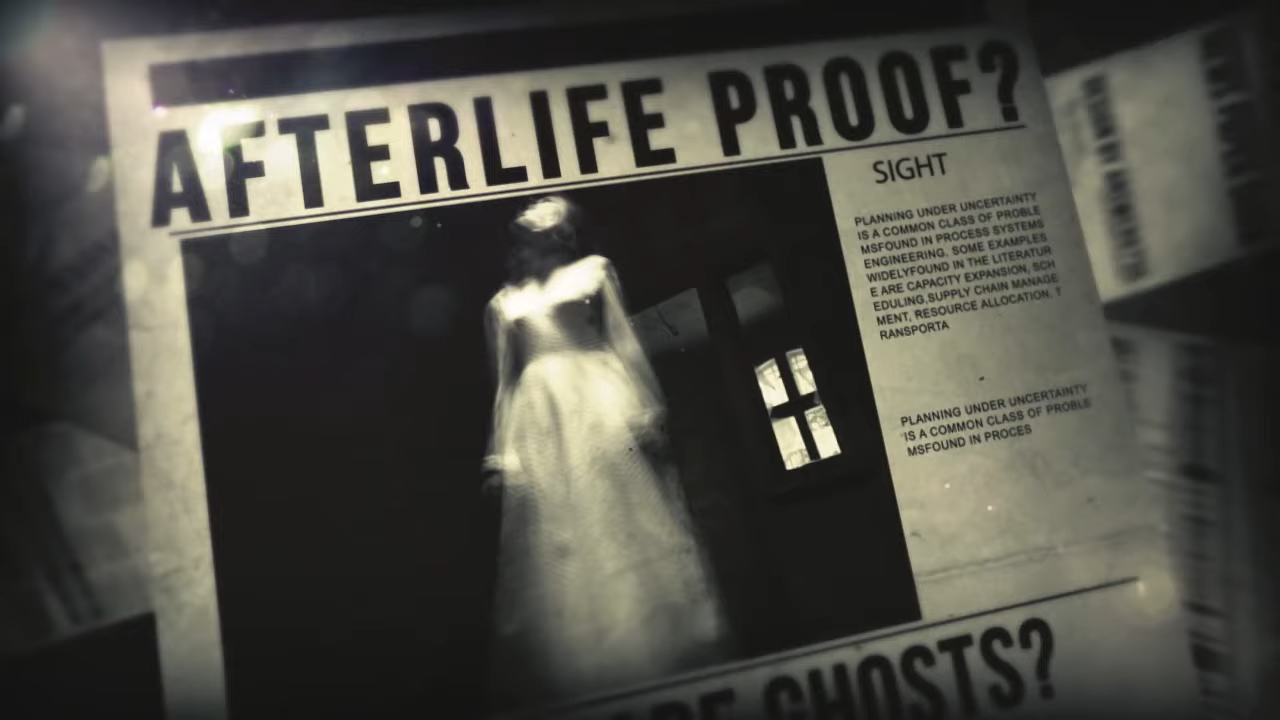 AFTERLIFE PROOF?
SIGHT
PLANNING UNDER UNCERTAINTY
IS A COMMON CLASS OF PROBLE
MSFOUND IN PROCESS SYSTEMS
ENGINEERING. SOME EXAMPLES
WIDELYFOUND IN THE LITERATUR
E ARE CAPACITY EXPANSION, SCH
EDULING,SUPPLY CHAIN MANAGE
MENT, RESOURCE ALLOCATION, T
RANSPORTA
PLANNING UNDER UNCERTAINTY
IS A COMMON CLASS OF PROBLE
MSFOUND IN PROCES
GHOSTS?